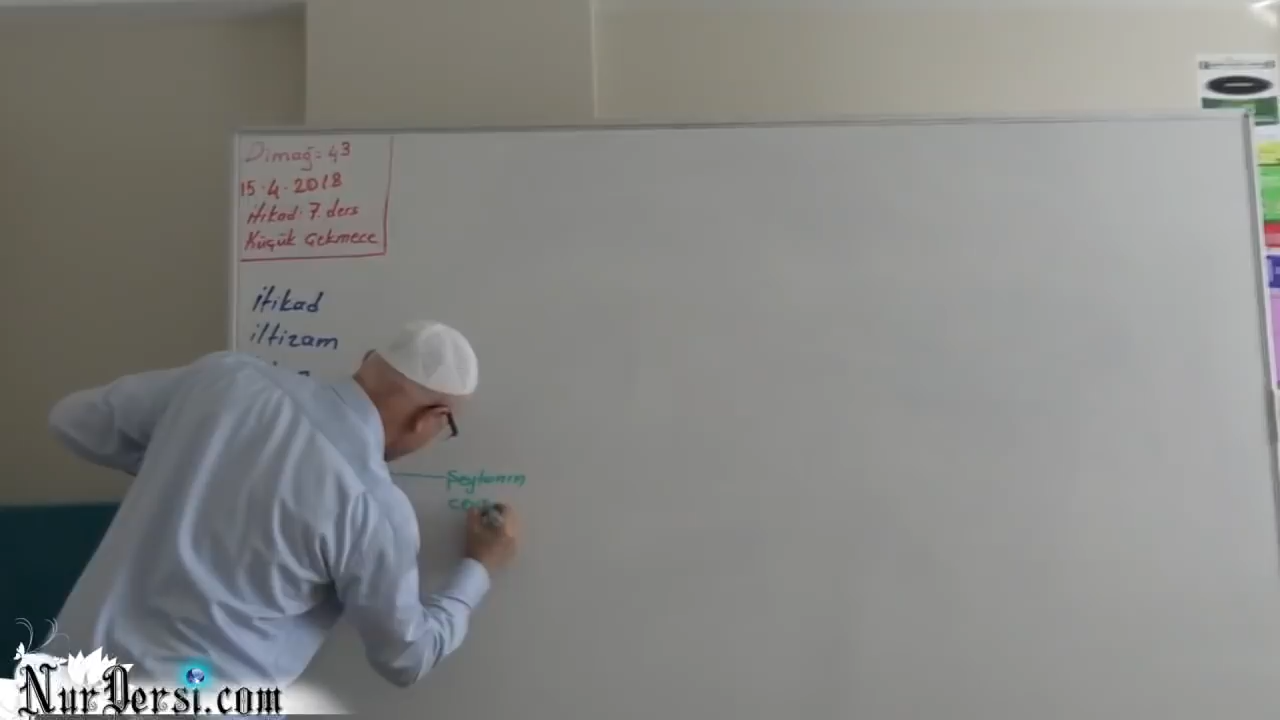 Dimağ = 43
15.4.2018
itikad. 7. ders
Küçük Çekmece
itikad
iltizam
Şeytanın
NurDersi.com